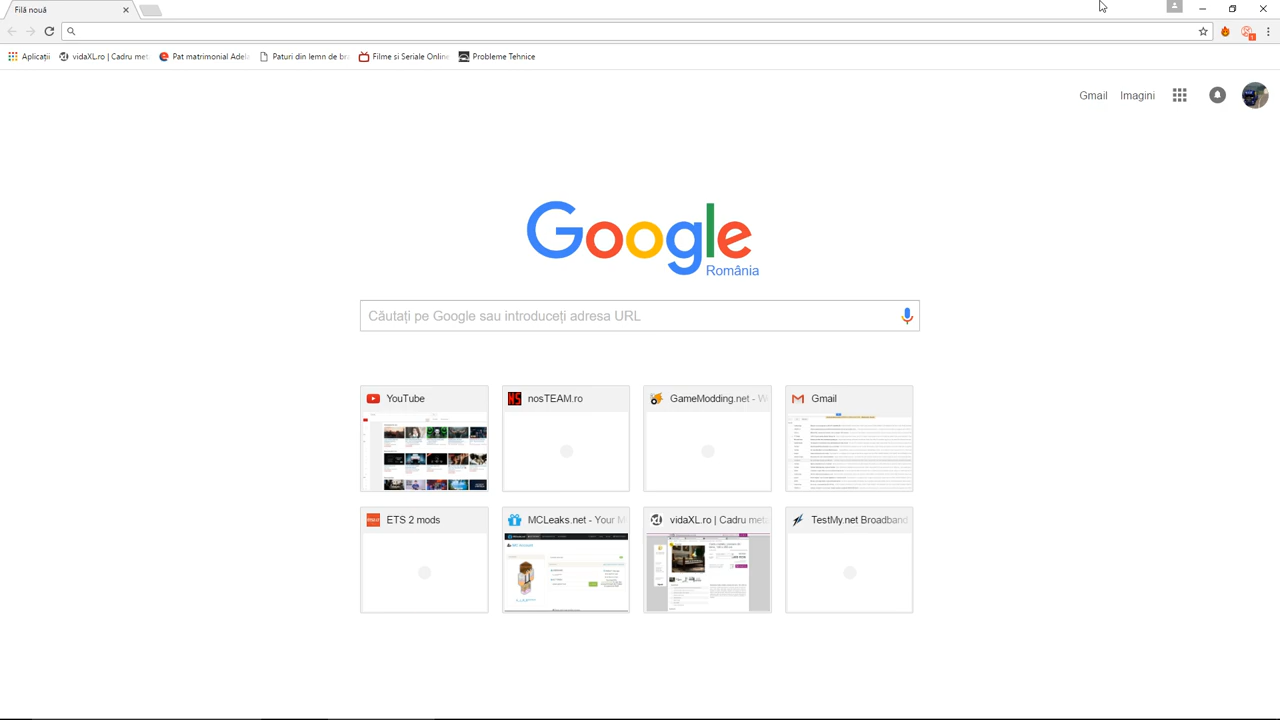 Filă nouă
Aplicații
vidaXL.ro | Cadru met
Pat matrimonial Adela
Paturi din lemn de br
Filme si Seriale Online
Probleme Tehnice
Gmail
Imagini
Google
România
Căutați pe Google sau introduceți adresa URL
YouTube
nosTEAM.ro
GameModding.net - W
Gmail
ETS 2 mods
MCLeaks.net - Your M
vidaXL.ro | Cadru meta
TestMy.net Broadband